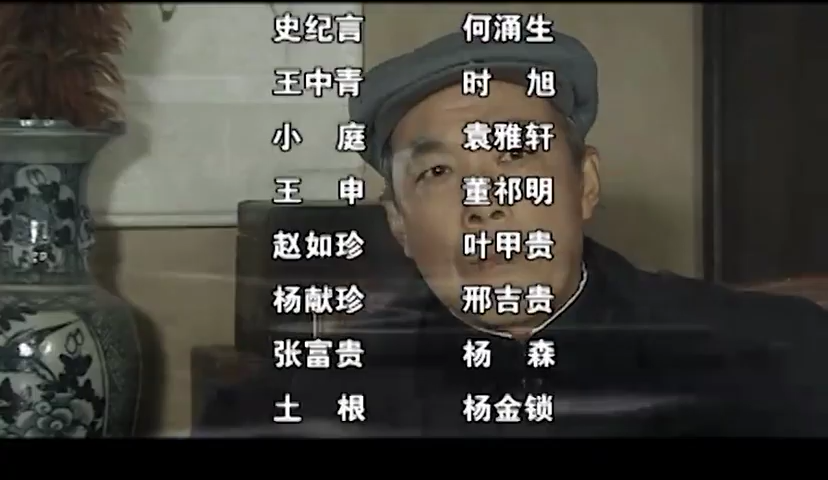 史纪言 何涌生
王中青 时旭
小庭 袁雅轩
王申 董祁明
赵如珍 叶甲贵
杨献珍 邢吉贵
张富贵 杨森
土根 杨金锁